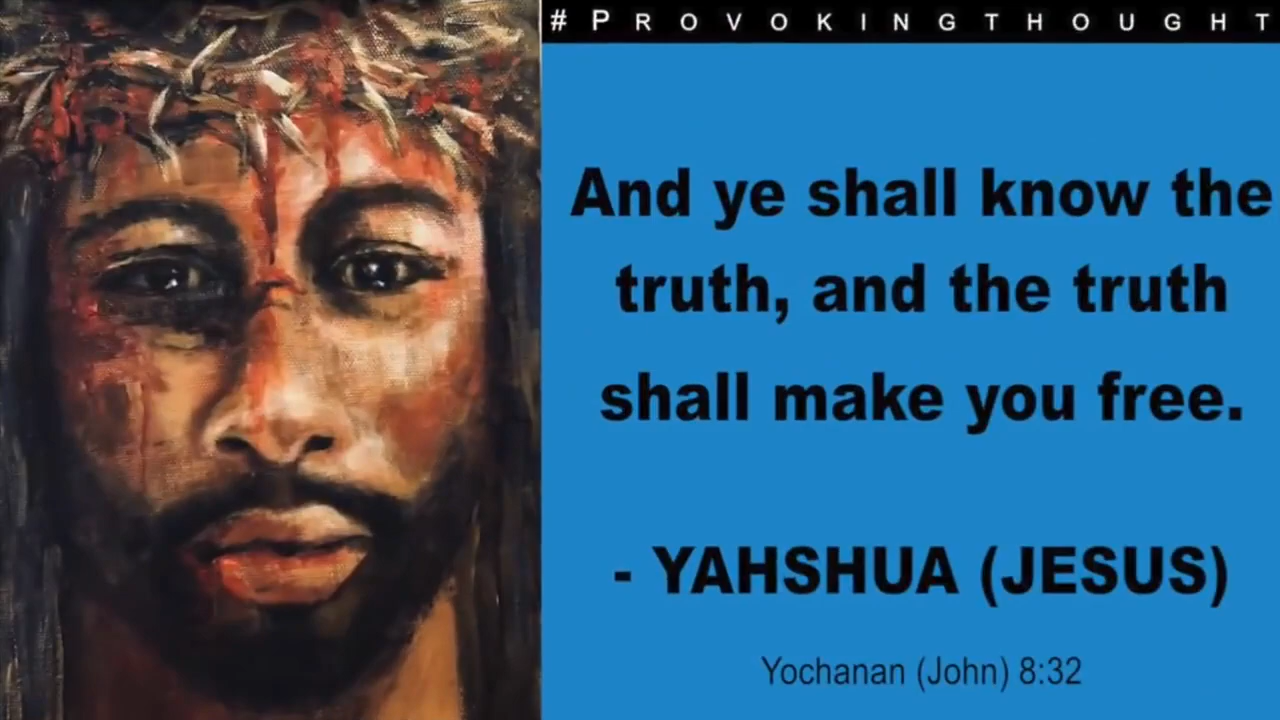 #PROVOKINGTHOUGHT
And ye shall know the
truth, and the truth
shall make you free.
- YAHSHUA (JESUS)
Yochanan (John) 8:32